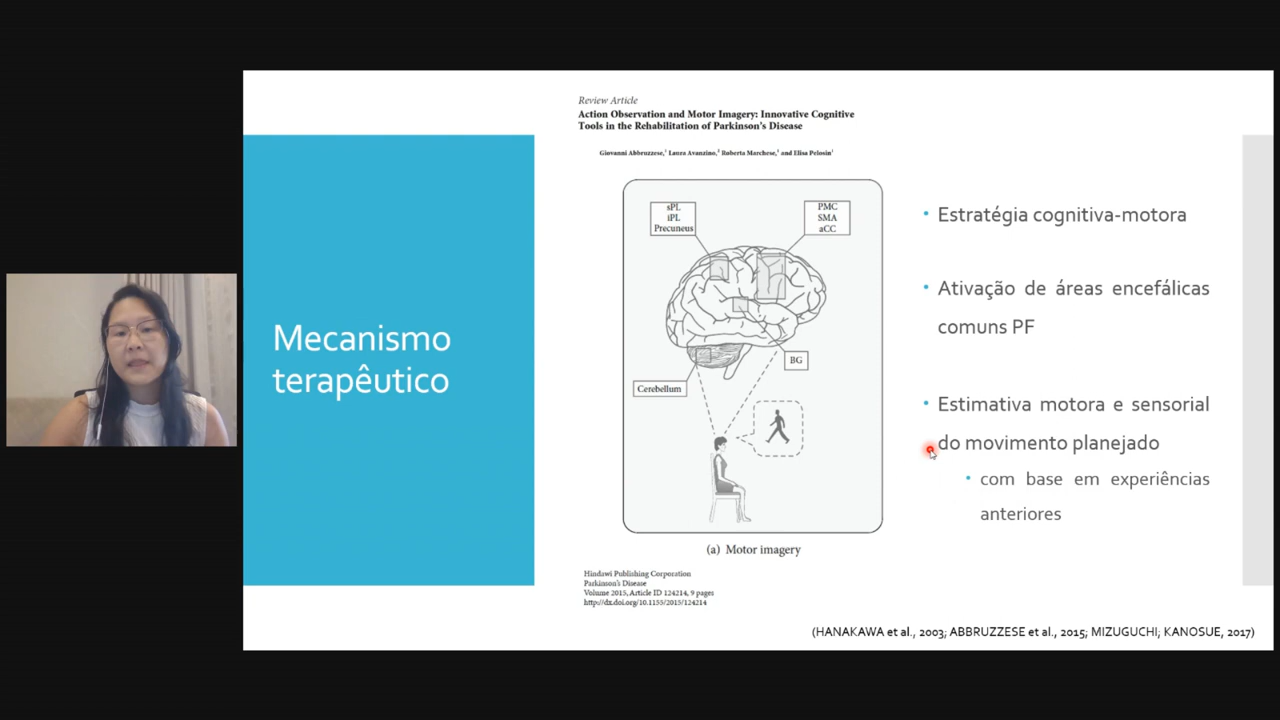 Mecanismo
terapêutico
Review Article
Action Observation and Motor Imagery: Innovative Cognitive
Tools in the Rehabilitation of Parkinson's Disease
Giovanni Abbruzzese,¹ Laura Avanzino,² Roberta Marchese,¹ and Elisa Pelosin¹
sPL
iPL
Precuneus
PMC
SMA
aCC
BG
Cerebellum
(a) Motor imagery
Hindawi Publishing Corporation
Parkinson's Disease
Volume 2015, Article ID 124214, 9 pages
http://dx.doi.org/10.1155/2015/124214
• Estratégia cognitiva-motora
• Ativação de áreas encefálicas
comuns PF
• Estimativa motora e sensorial
do movimento planejado
• com base em experiências
anteriores
(HANAKAWA et al., 2003; ABBRUZZESE et al., 2015; MIZUGUCHI; KANOSUE, 2017)